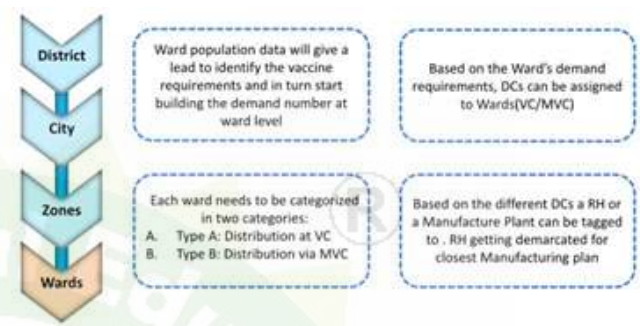 District
City
Zones
Wards
Ward population data will give a
lead to identify the vaccine
requirements and in turn start
building the demand number at
ward level
Based on the Ward's demand
requirements, DCs can be assigned
to Wards(VC/MVC)
Each ward needs to be categorized
in two categories:
A. Type A: Distribution at VC
B. Type B: Distribution via MVC
Based on the different DCs a RH or
a Manufacture Plant can be tagged
to . RH getting demarcated for
closest Manufacturing plan
®